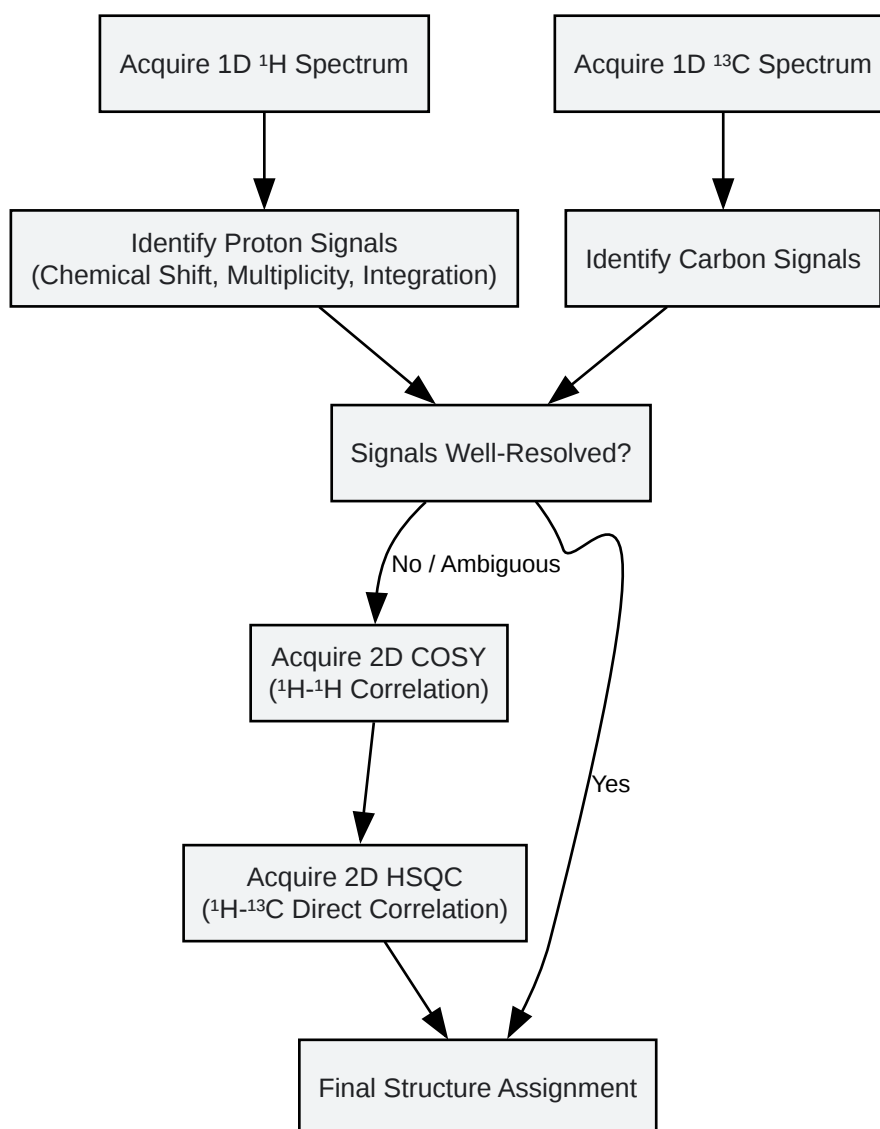 Acquire 1D ¹H Spectrum
Acquire 1D ¹³C Spectrum
Identify Proton Signals
(Chemical Shift, Multiplicity, Integration)
Identify Carbon Signals
Signals Well-Resolved?
No / Ambiguous
Acquire 2D COSY
(¹H-¹H Correlation)
Yes
Acquire 2D HSQC
(¹H-¹³C Direct Correlation)
Final Structure Assignment